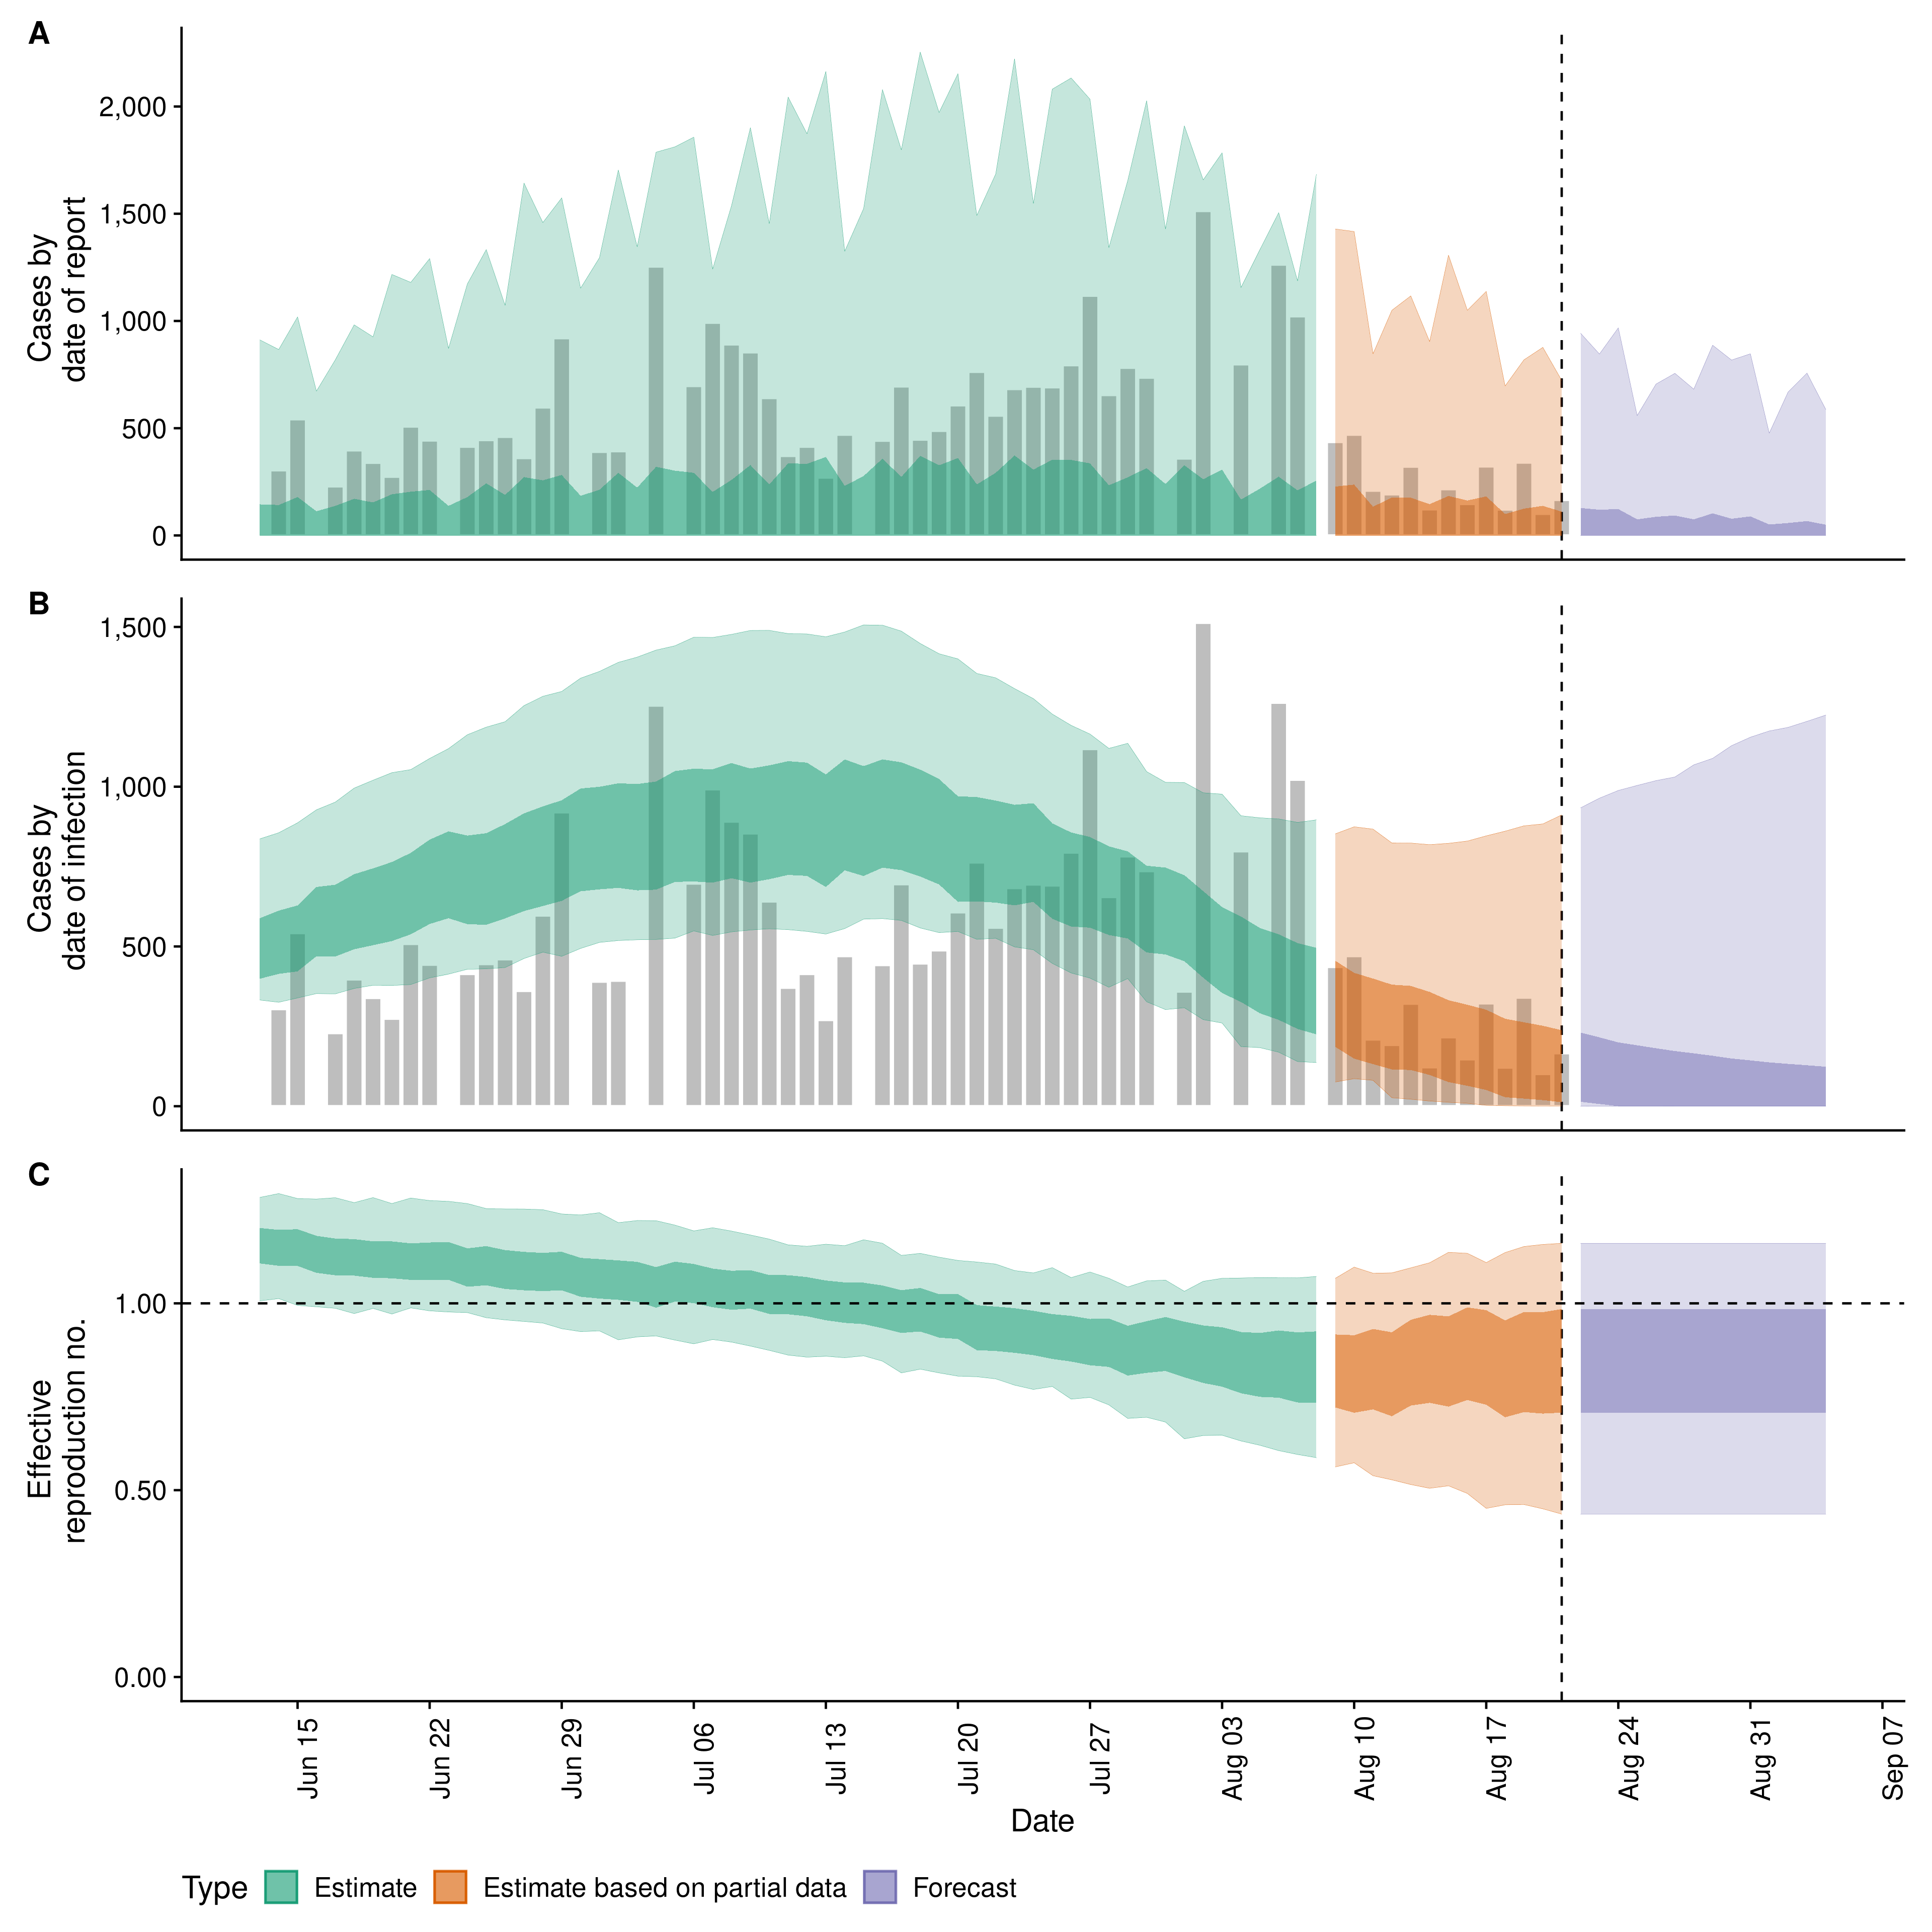 A
Cases by
date of report
2,000
1,500
1,000
500
0
B
Cases by
date of infection
1,500
1,000
500
0
C
Effective
reproduction no.
1.00
0.50
0.00
Jun 15
Jun 22
Jun 29
Jul 06
Jul 13
Jul 20
Jul 27
Aug 03
Aug 10
Aug 17
Aug 24
Aug 31
Sep 07
Date
Type Estimate Estimate based on partial data Forecast